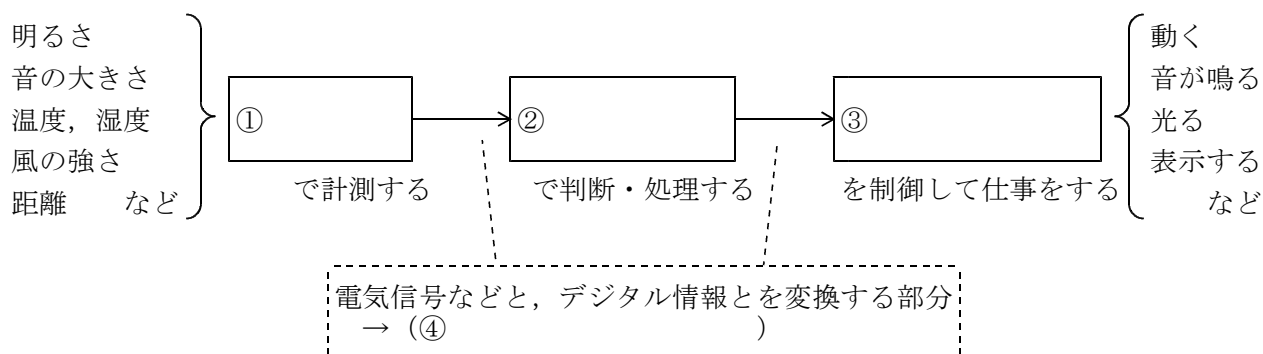 明るさ
音の大きさ
温度，湿度
風の強さ
距離　　など
①
で計測する
②
で判断・処理する
③
を制御して仕事をする
動く
音が鳴る
光る
表示する
など
電気信号などと，デジタル情報とを変換する部分
→（④　　　　　　　　　　　）